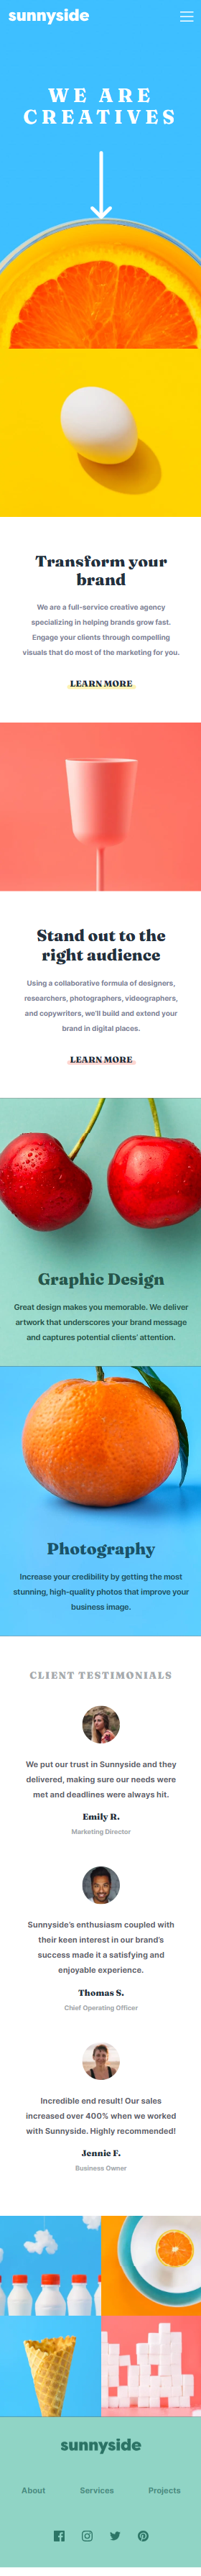 sunnyside
WE ARE
CREATIVES
Transform your
brand
We are a full-service creative agency
specializing in helping brands grow fast.
Engage your clients through compelling
visuals that do most of the marketing for you.
LEARN MORE
Stand out to the
right audience
Using a collaborative formula of designers,
researchers, photographers, videographers,
and copywriters, we'll build and extend your
brand in digital places.
LEARN MORE
Graphic Design
Great design makes you memorable. We deliver
artwork that underscores your brand message
and captures potential clients' attention.
Photography
Increase your credibility by getting the most
stunning, high-quality photos that improve your
business image.
CLIENT TESTIMONIALS
We put our trust in Sunnyside and they
delivered, making sure our needs were
met and deadlines were always hit.
Emily R.
Marketing Director
Sunnyside's enthusiasm coupled with
their keen interest in our brand's
success made it a satisfying and
enjoyable experience.
Thomas S.
Chief Operating Officer
Incredible end result! Our sales
increased over 400% when we worked
with Sunnyside. Highly recommended!
Jennie F.
Business Owner
sunnyside
About Services Projects